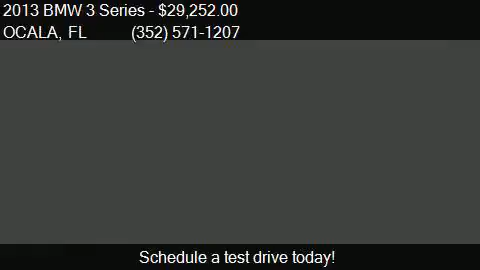 2013 BMW 3 Series - $29,252.00
OCALA, FL (352) 571-1207
Schedule a test drive today!